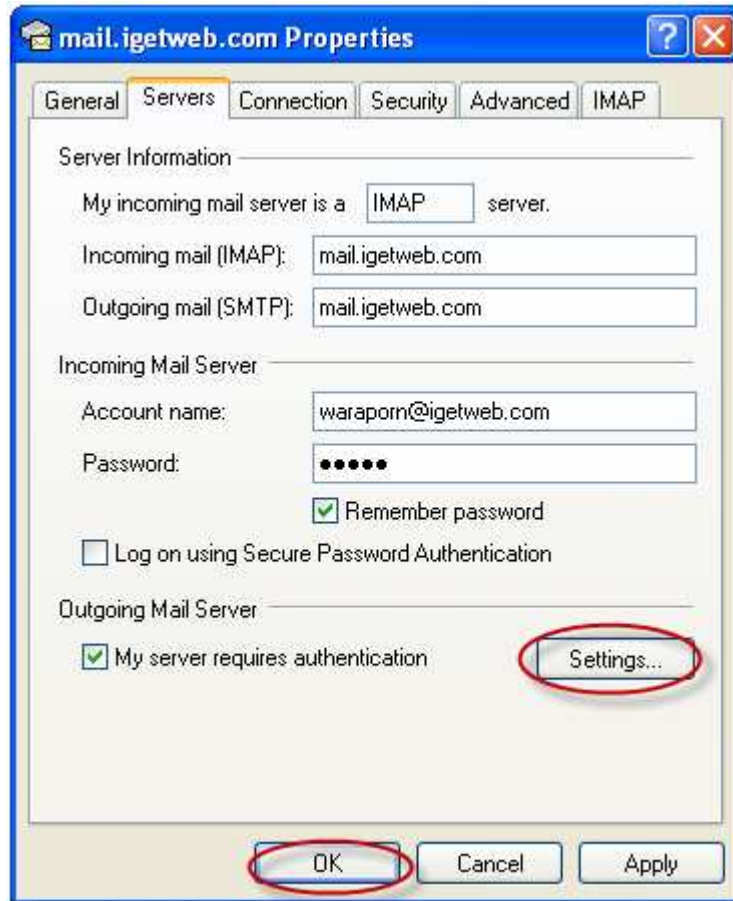 mail.igetweb.com Properties
General Servers Connection Security Advanced IMAP
Server Information
My incoming mail server is a IMAP server.
Incoming mail (IMAP): mail.igetweb.com
Outgoing mail (SMTP): mail.igetweb.com
Incoming Mail Server
Account name: waraporn@igetweb.com
Password: •••••
Remember password
Log on using Secure Password Authentication
Outgoing Mail Server
My server requires authentication Settings...
OK Cancel Apply